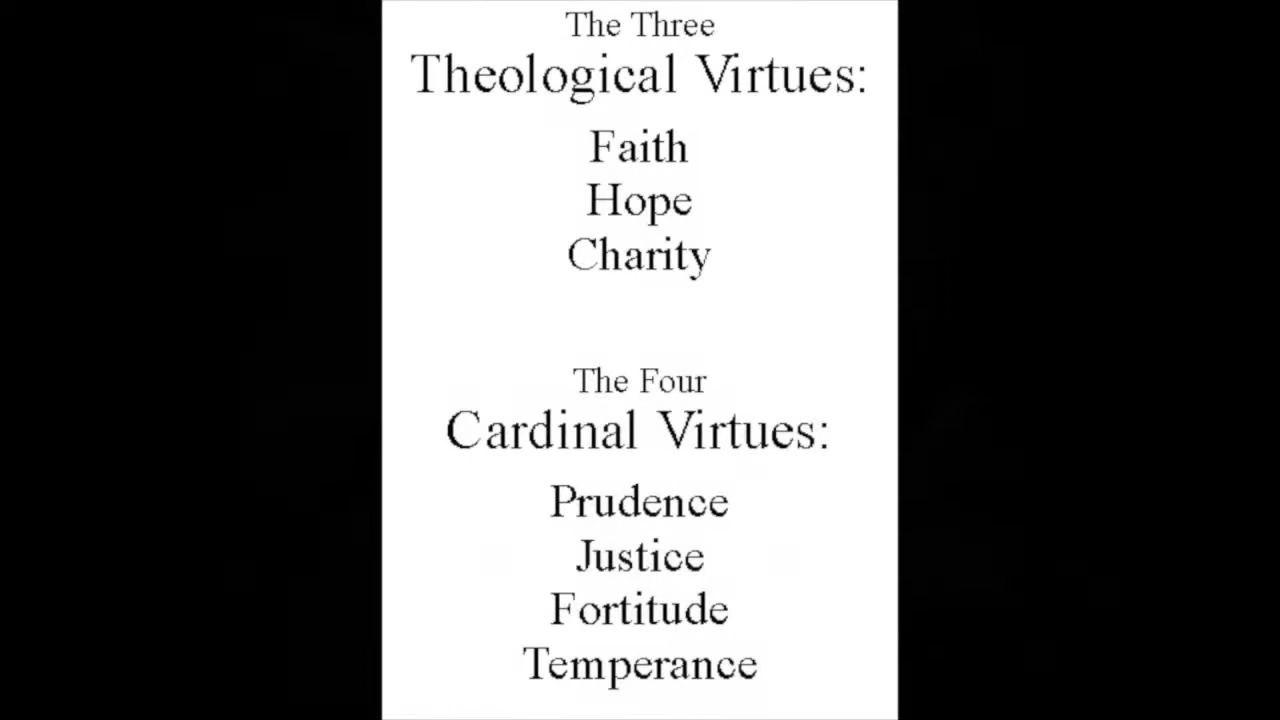 The Three
Theological Virtues:
Faith
Hope
Charity
The Four
Cardinal Virtues:
Prudence
Justice
Fortitude
Temperance